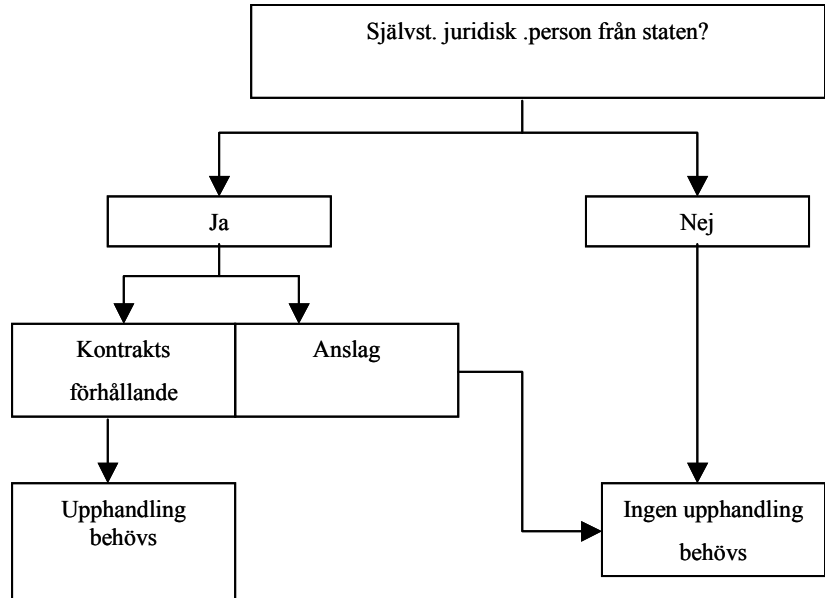 Självst. juridisk .person från staten?
Ja
Nej
Kontrakts
förhållande
Anslag
Upphandling
behövs
Ingen upphandling
behövs